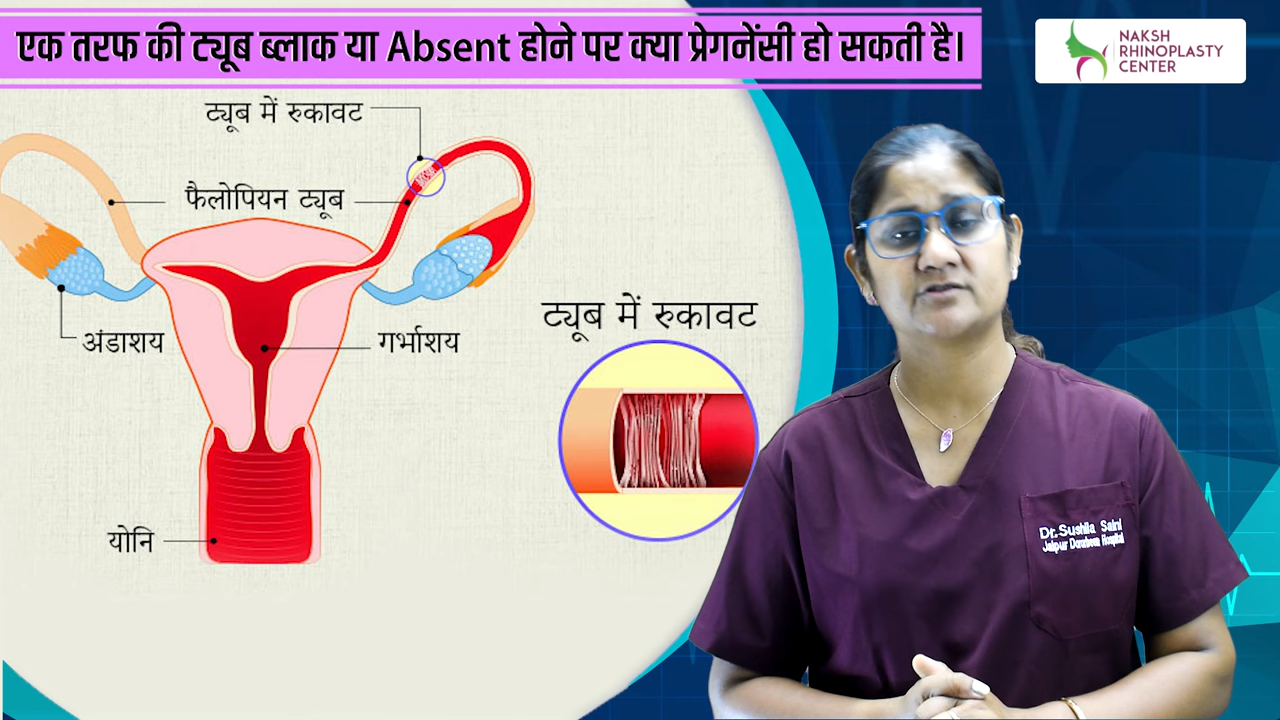 एक तरफ की ट्यूब ब्लाक या Absent होने पर क्या प्रेगनेंसी हो सकती है।
NAKSH
RHINOPLASTY
CENTER
ट्यूब में रुकावट
फैलोपियन ट्यूब
ट्यूब में रुकावट
अंडाशय
गर्भाशय
योनि
Dr. Sushila Saini
Jaipur Doorbeen Hospital